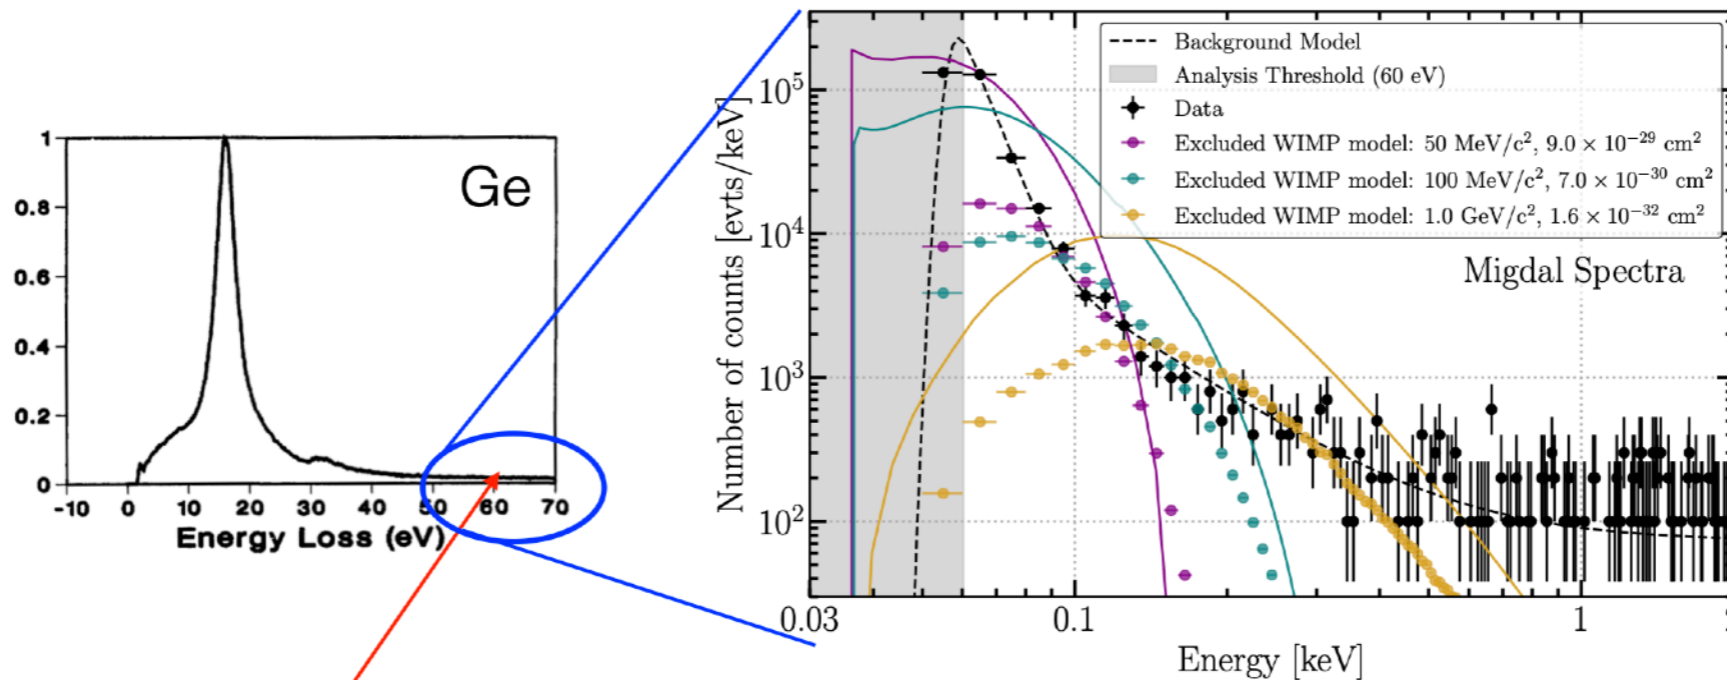 Ge
1
0.8
0.6
0.4
0.2
0
-10 0 10 20 30 40 50 60 70
Energy Loss (eV)
Number of counts [evts/keV]
10⁵
10⁴
10³
10²
Background Model
Analysis Threshold (60 eV)
Data
Excluded WIMP model: 50 MeV/c², 9.0 × 10⁻²⁹ cm²
Excluded WIMP model: 100 MeV/c², 7.0 × 10⁻³⁰ cm²
Excluded WIMP model: 1.0 GeV/c², 1.6 × 10⁻³² cm²
Migdal Spectra
0.03 0.1 1
Energy [keV]